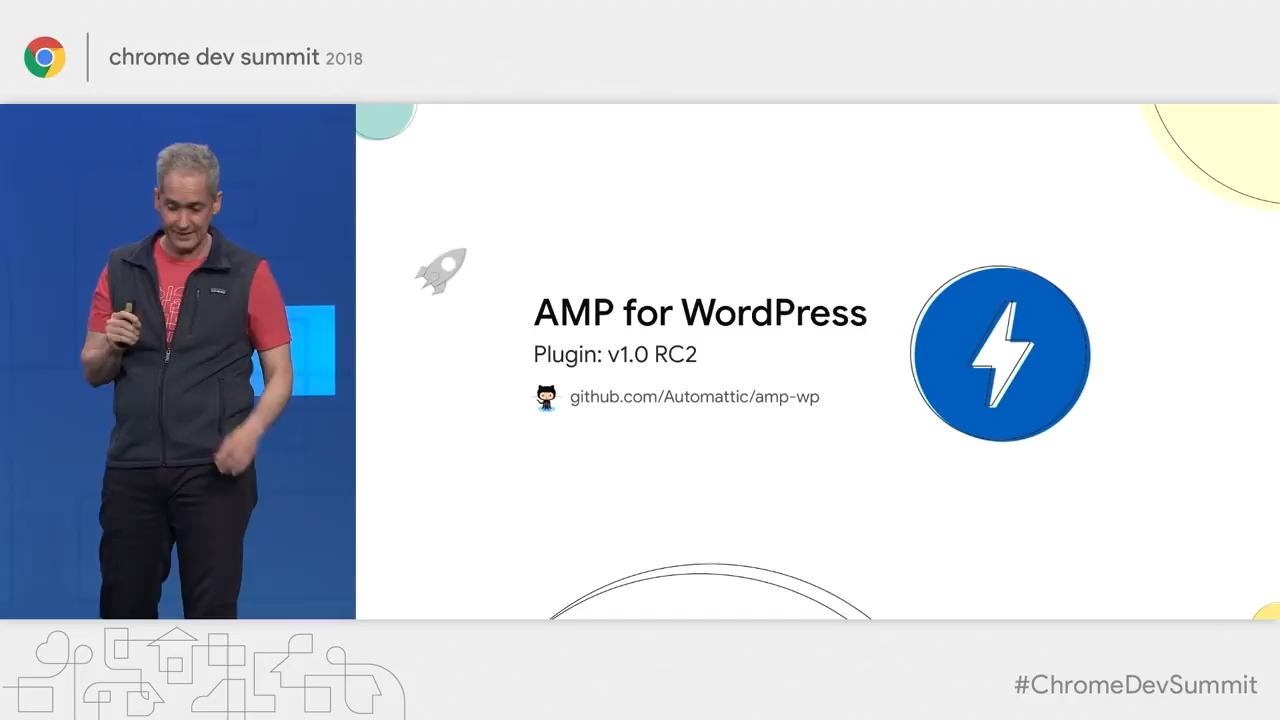 chrome dev summit 2018
AMP for WordPress
Plugin: v1.0 RC2
github.com/Automattic/amp-wp
#ChromeDevSummit